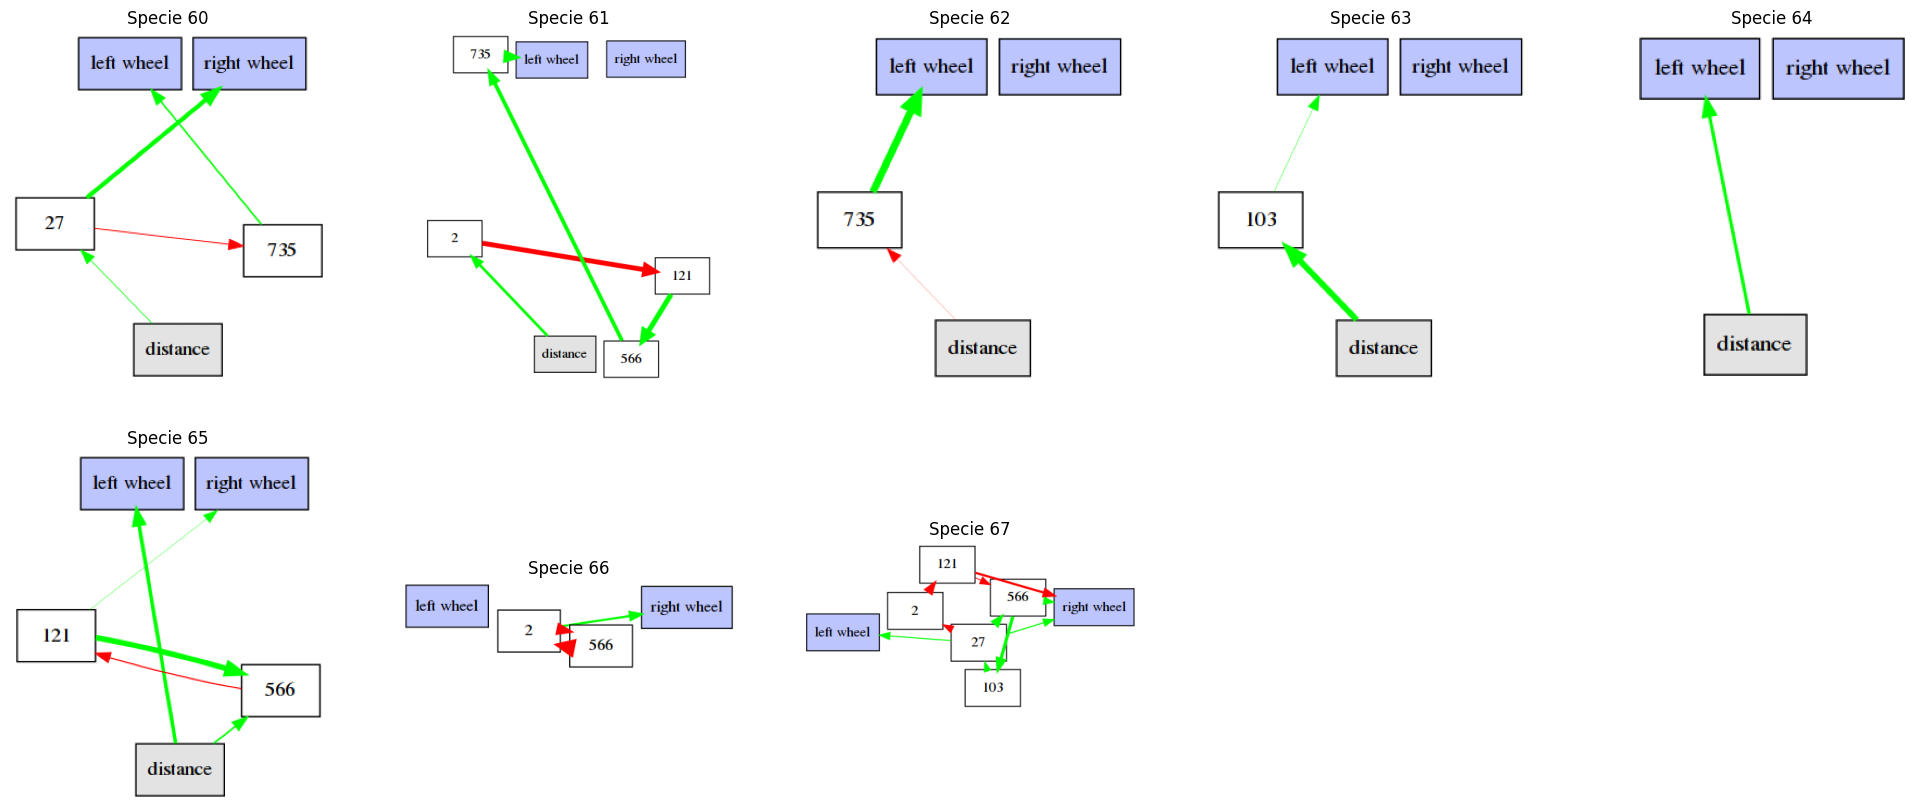 Specie 60
left wheel
right wheel
27
735
distance
Specie 61
735
left wheel
right wheel
2
121
distance
566
Specie 62
left wheel
right wheel
735
distance
Specie 63
left wheel
right wheel
103
distance
Specie 64
left wheel
right wheel
distance
Specie 65
left wheel
right wheel
121
566
distance
Specie 66
left wheel
right wheel
2
566
Specie 67
121
566
right wheel
2
left wheel
27
103